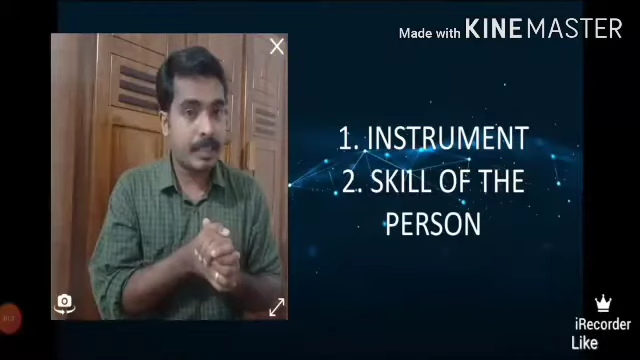 Made with KINEMASTER
1. INSTRUMENT
2. SKILL OF THE
PERSON
iRecorder
Like